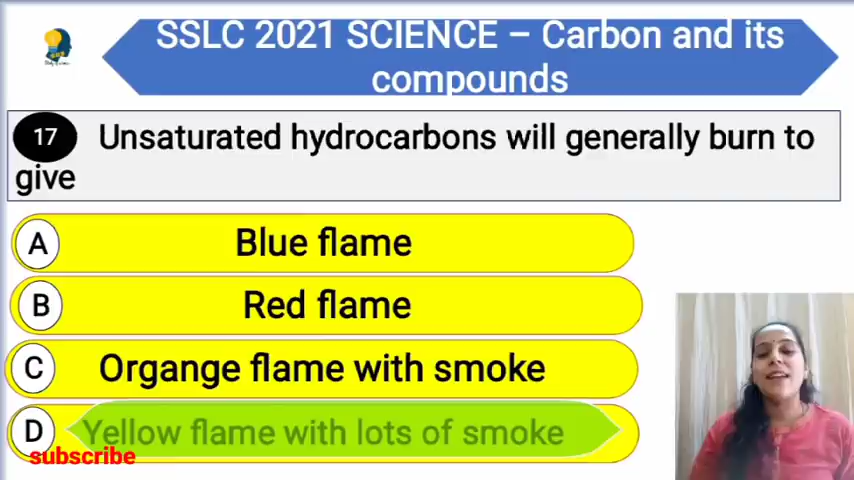 SSLC 2021 SCIENCE – Carbon and its
compounds
17 Unsaturated hydrocarbons will generally burn to
give
A Blue flame
B Red flame
C Organge flame with smoke
D Yellow flame with lots of smoke
subscribe